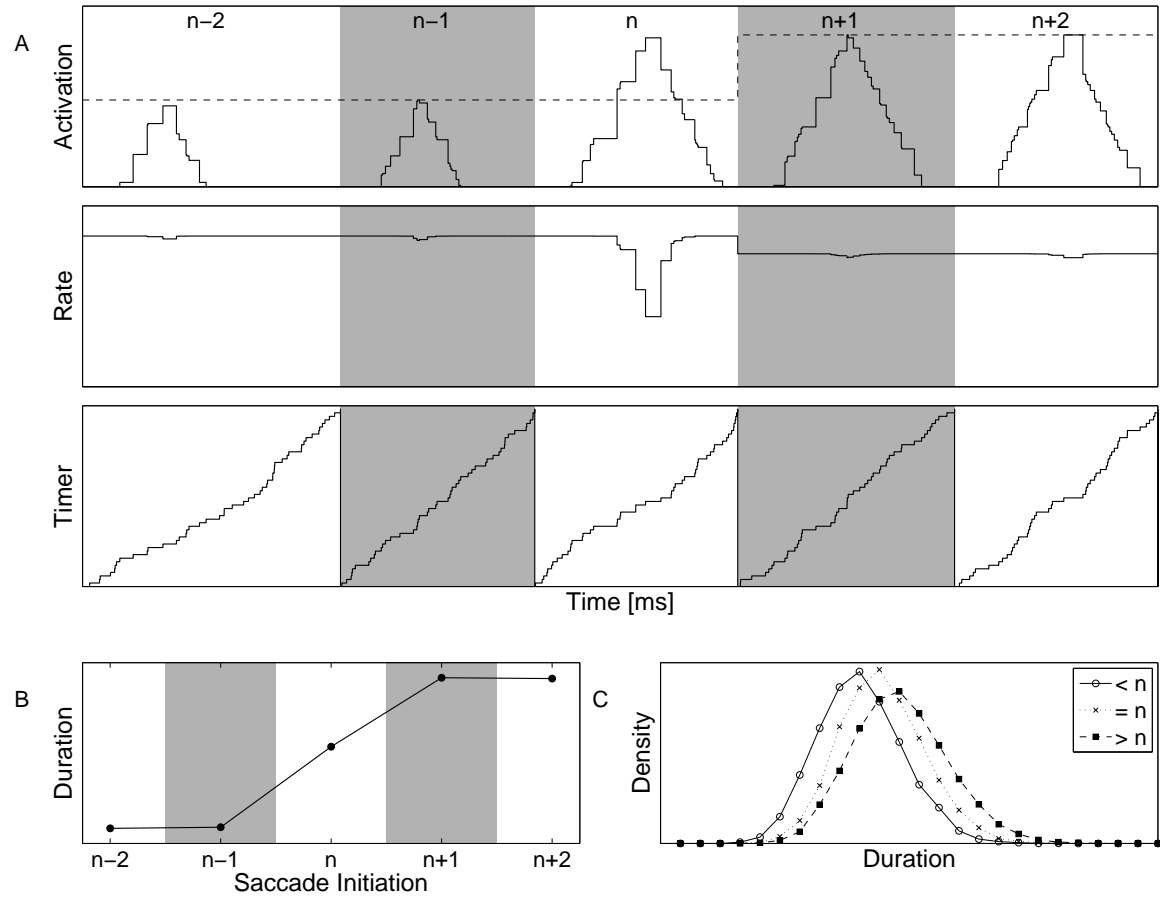 A
n−2 n−1 n n+1 n+2
Activation
Rate
Timer
Time [ms]
B
Duration
n−2 n−1 n n+1 n+2
Saccade Initiation
C
Density
< n
= n
> n
Duration